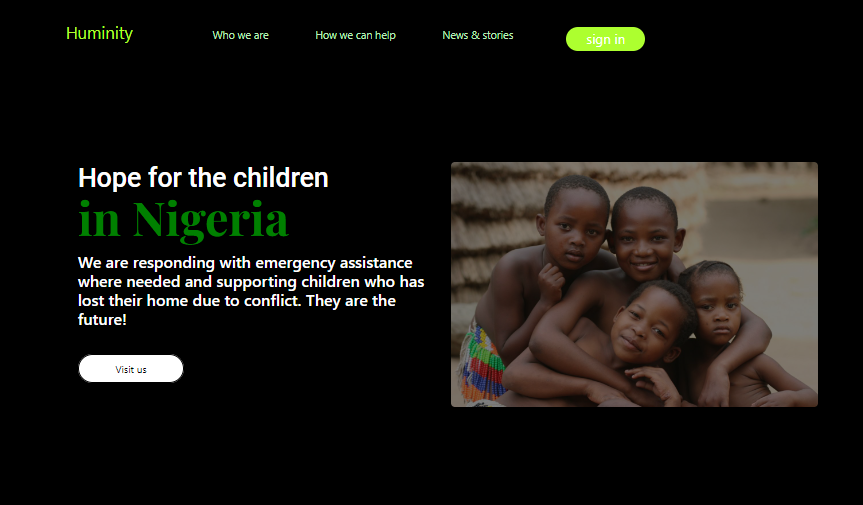 Huminity
Who we are
How we can help
News & stories
sign in
Hope for the children
in Nigeria
We are responding with emergency assistance
where needed and supporting children who has
lost their home due to conflict. They are the
future!
Visit us